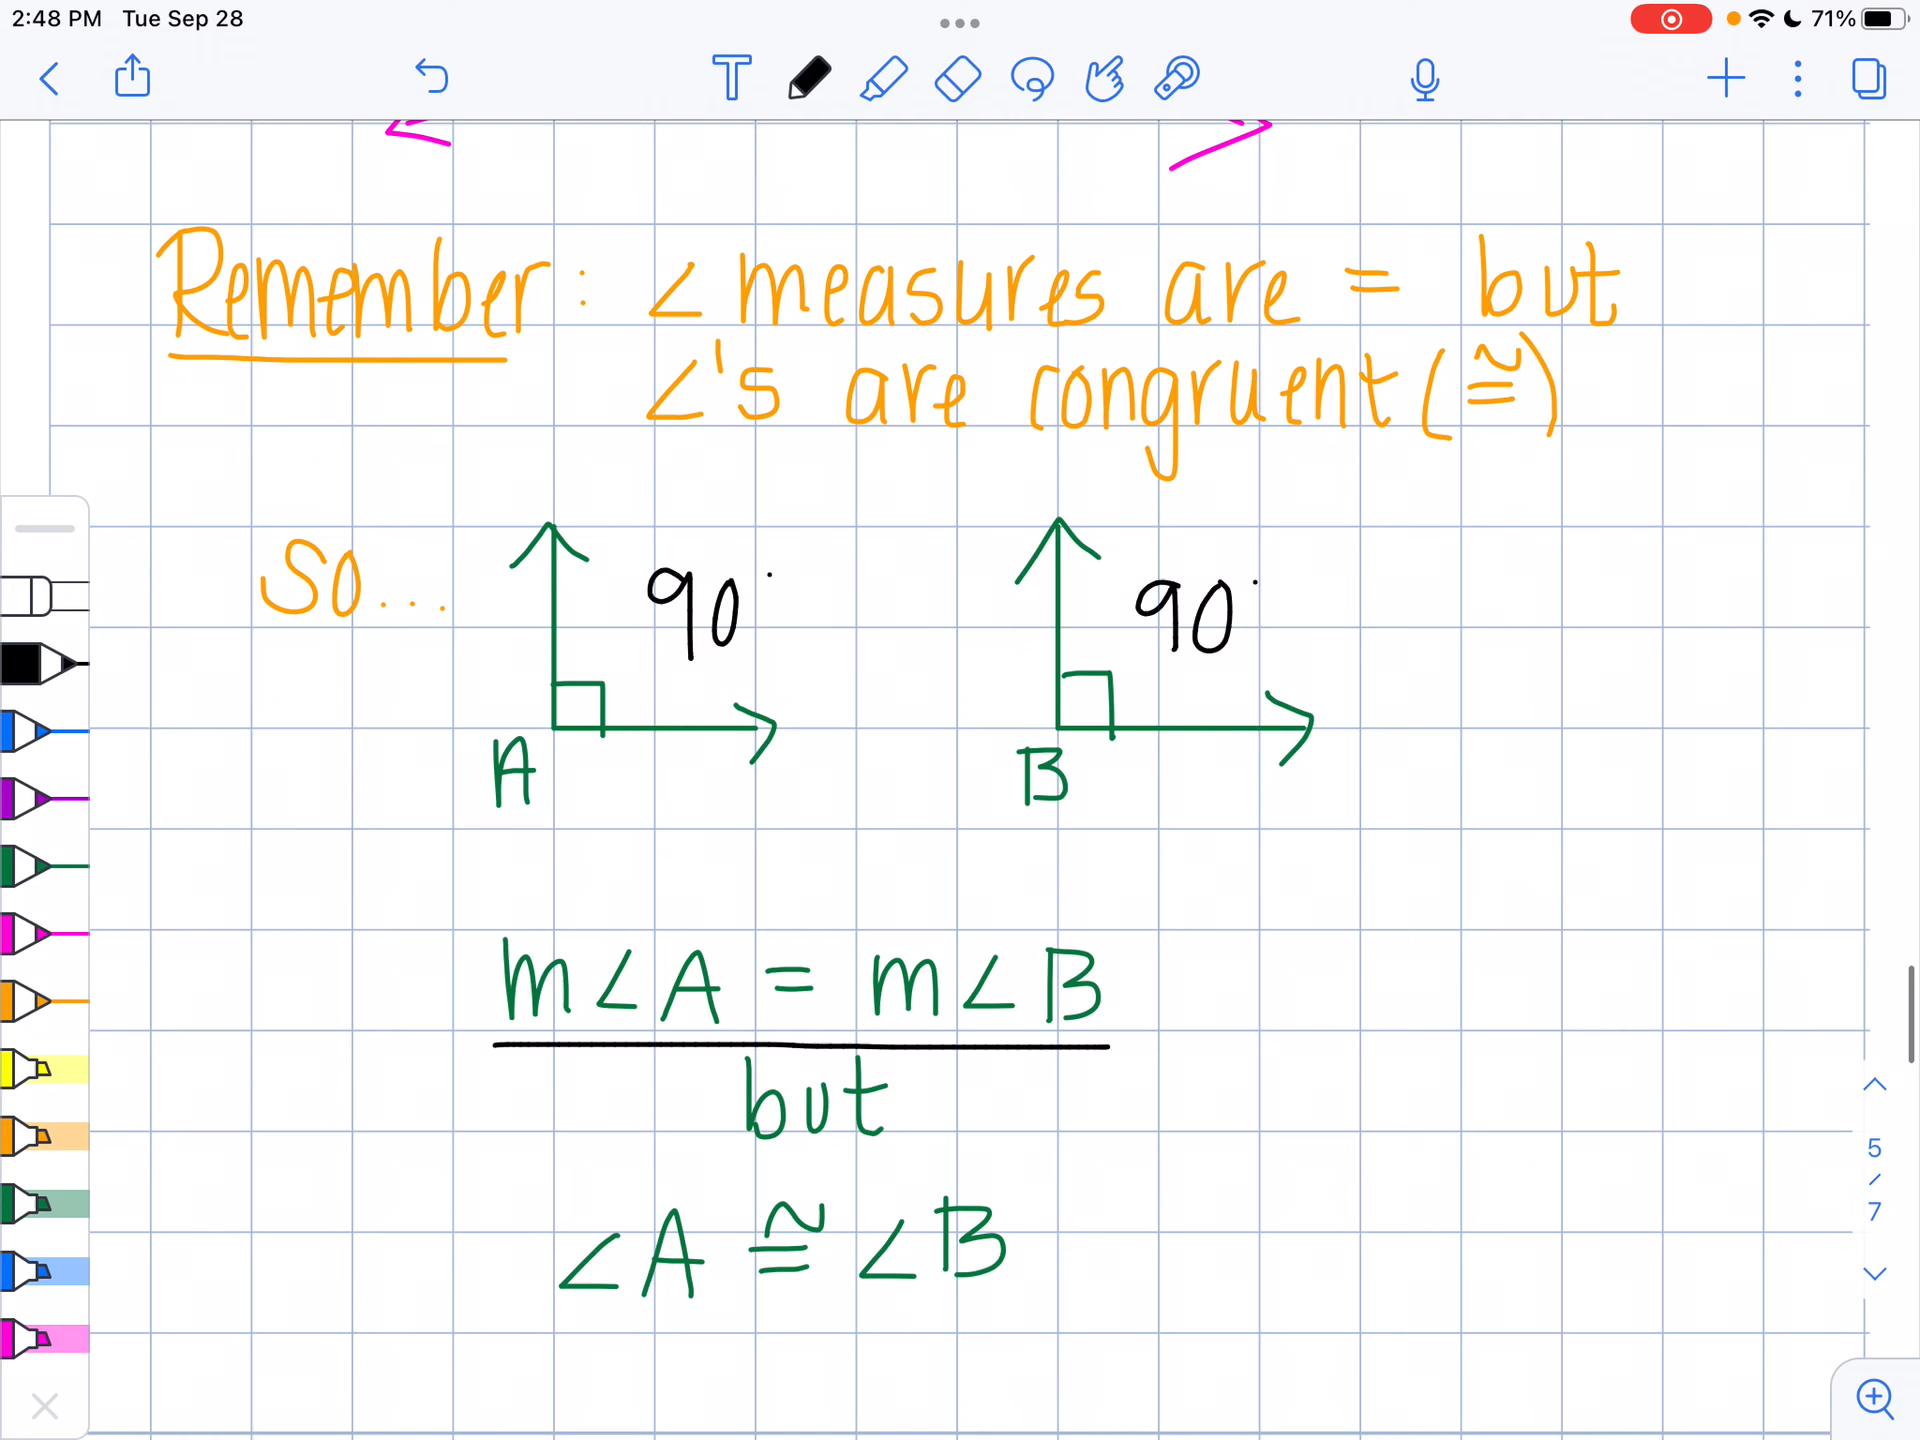 2:48 PM Tue Sep 28
71%
T
Remember: ∠ measures are = but
∠'s are congruent (≅)
So...
90°
90°
A
B
m∠A = m∠B
but
∠A ≅ ∠B
5
/
7